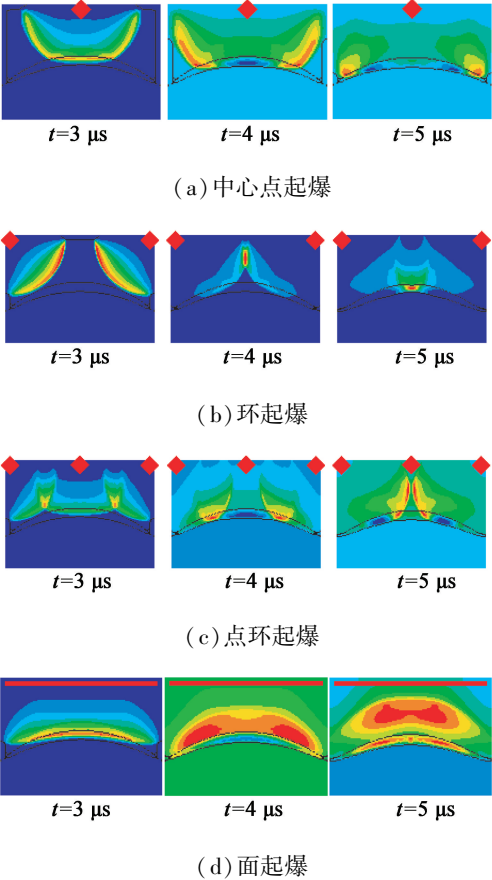 t=3 μs t=4 μs t=5 μs
(a)中心点起爆
t=3 μs t=4 μs t=5 μs
(b)环起爆
t=3 μs t=4 μs t=5 μs
(c)点环起爆
t=3 μs t=4 μs t=5 μs
(d)面起爆